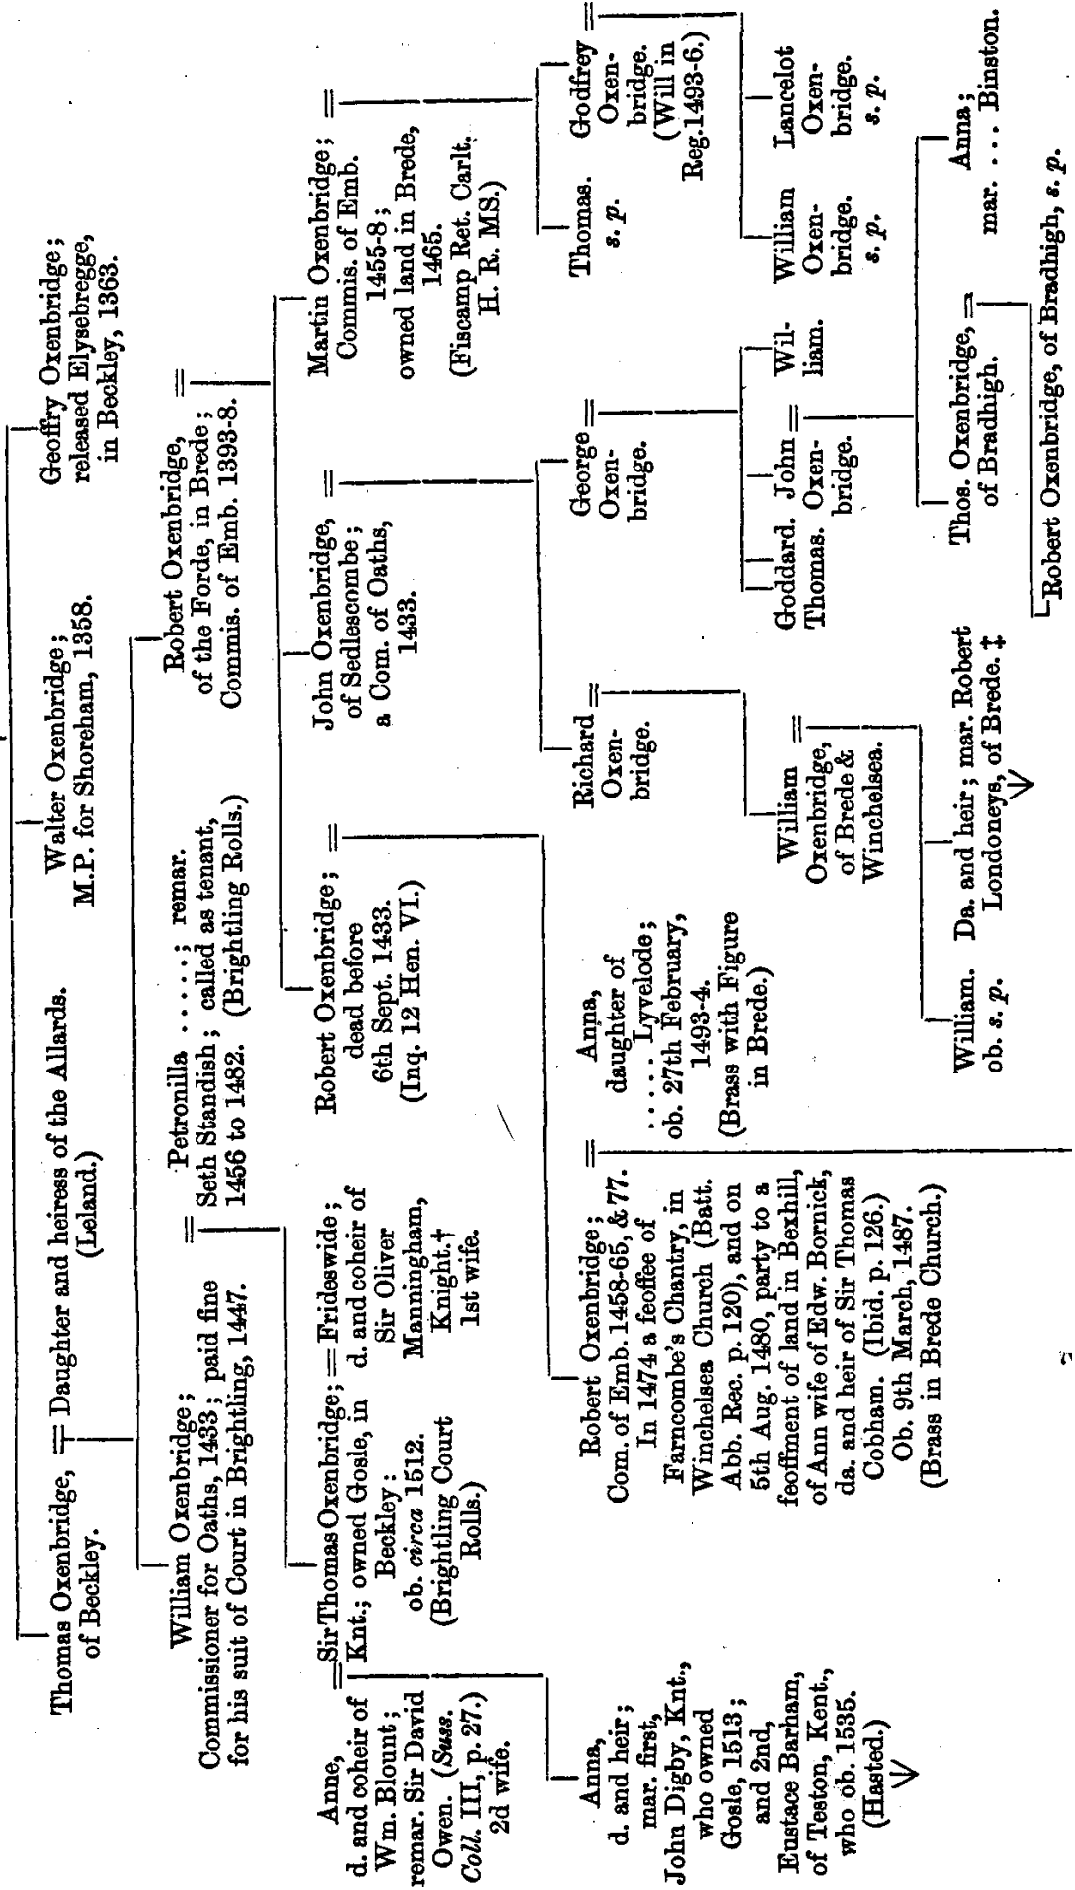 Thomas Oxenbridge,
of Beckley.
Daughter and heiress of the Allards.
(Leland.)
Walter Oxenbridge;
M.P. for Shoreham, 1358.
Geoffry Oxenbridge;
released Elysebregge,
in Beckley, 1363.
William Oxenbridge;
Commissioner for Oaths, 1433; paid fine
for his suit of Court in Brightling, 1447.
Petronilla .....; remar.
Seth Standish; called as tenant,
1456 to 1482. (Brightling Rolls.)
Robert Oxenbridge,
of the Forde, in Brede;
Commis. of Emb. 1393-8.
Anne,
d. and coheir of
Wm. Blount;
remar. Sir David
Owen. (Suss.
Coll. III, p. 27.)
2d wife.
Sir Thomas Oxenbridge;
Knt.; owned Gosle, in
Beckley:
ob. circa 1512.
(Brightling Court
Rolls.)
Frideswide;
d. and coheir of
Sir Oliver
Manningham,
Knight.†
1st wife.
Robert Oxenbridge;
dead before
6th Sept. 1433.
(Inq. 12 Hen. VI.)
John Oxenbridge,
of Sedlescombe;
a Com. of Oaths,
1433.
Martin Oxenbridge;
Commis. of Emb.
1455-8;
owned land in Brede,
1465.
(Fiscamp Ret. Carlt.
H. R. MS.)
Anna,
d. and heir;
mar. first,
John Digby, Knt.,
who owned
Gosle, 1513;
and 2nd,
Eustace Barham,
of Teston, Kent.,
who ob. 1535.
(Hasted.)
Robert Oxenbridge;
Com. of Emb. 1458-65, & 77.
In 1474 a feoffee of
Farncombe's Chantry, in
Winchelsea Church (Batt.
Abb. Rec. p. 120), and on
5th Aug. 1480, party to a
feoffment of land in Bexhill,
of Ann wife of Edw. Bornick,
da. and heir of Sir Thomas
Cobham. (Ibid. p. 126.)
Ob. 9th March, 1487.
(Brass in Brede Church.)
Anna,
daughter of
..... Lyvelode;
ob. 27th February,
1493-4.
(Brass with Figure
in Brede.)
Richard
Oxen-
bridge.
George
Oxen-
bridge.
Thomas.
s. p.
Godfrey
Oxen-
bridge.
(Will in
Reg. 1493-6.)
William
Oxenbridge,
of Brede &
Winchelsea.
Goddard.
Thomas.
John
Oxen-
bridge.
Wil-
liam.
William
Oxen-
bridge.
s. p.
Lancelot
Oxen-
bridge.
s. p.
William.
ob. s. p.
Da. and heir; mar. Robert
Londoneys, of Brede.‡
Thos. Oxenbridge,
of Bradhigh.
Anna;
mar. ... Binston.
Robert Oxenbridge, of Bradhigh, s. p.